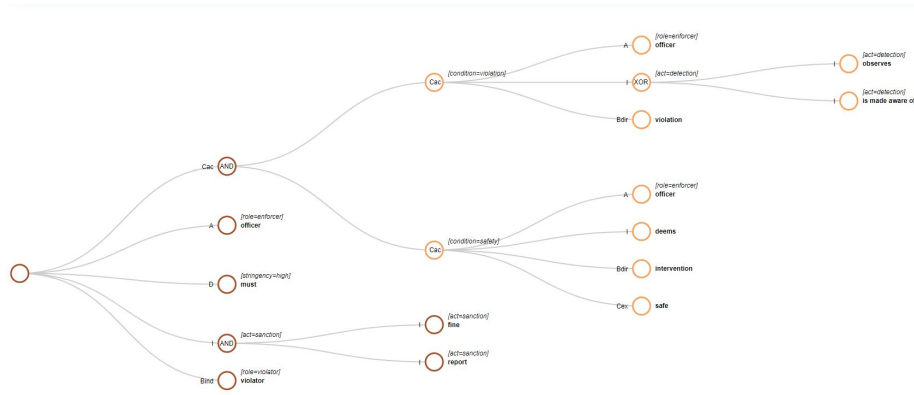 [role=enforcer]
A officer
[act=detection]
I observes
[condition=violation]
Cac
[act=detection]
I XOR
[act=detection]
I is made aware of
Bdir violation
Cac AND
[role=enforcer]
A officer
[role=enforcer]
A officer
I deems
[condition=safety]
Cac
Bdir intervention
[stringency=high]
D must
Cex safe
[act=sanction]
I fine
[act=sanction]
I AND
[act=sanction]
I report
[role=violator]
Bind violator